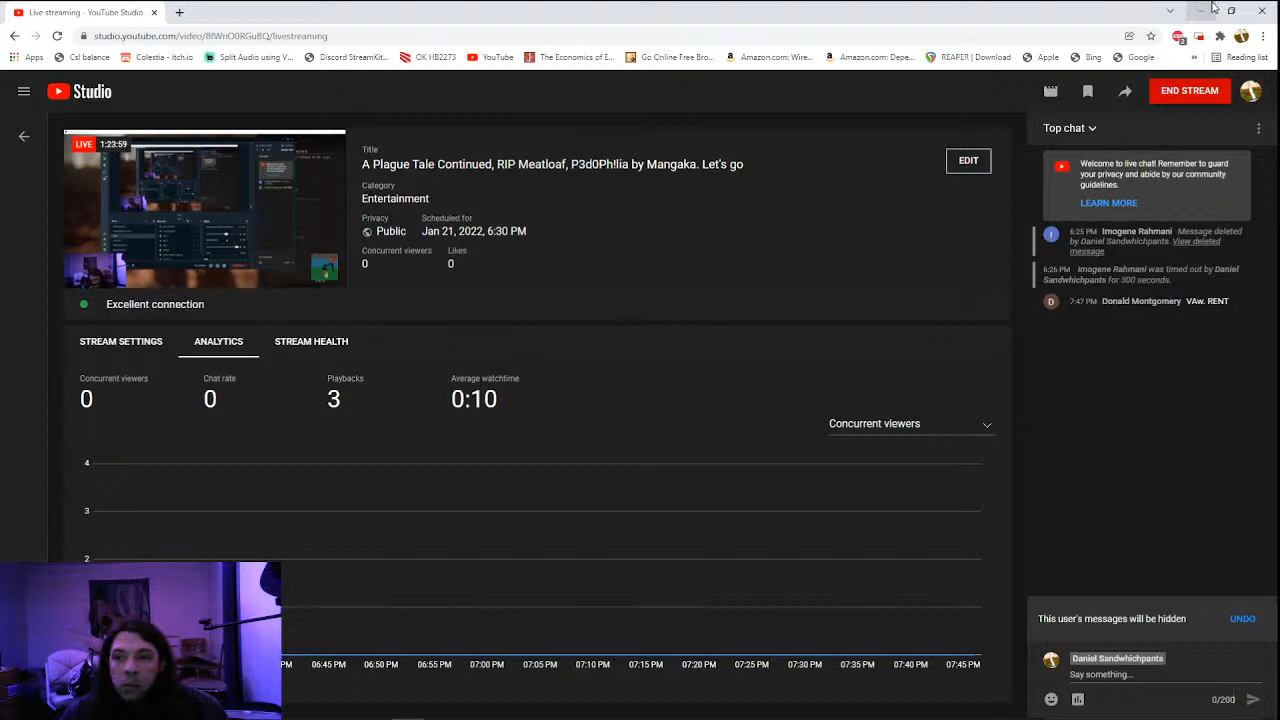 Live streaming - YouTube Studio
studio.youtube.com/video/8fWnO0RGuBQ/livestreaming
Apps Csl balance Colestia - itch.io Split Audio using V... Discord StreamKit... OK HB2273 YouTube The Economics of E... Go Online Free Bro... Amazon.com: Wire... Amazon.com: Depe... REAPER | Download Apple Bing Google » Reading list
Studio
END STREAM
LIVE 1:23:59
Title
A Plague Tale Continued, RIP Meatloaf, P3d0Ph!lia by Mangaka. Let's go
EDIT
Category
Entertainment
Privacy Scheduled for
Public Jan 21, 2022, 6:30 PM
Concurrent viewers Likes
0 0
Excellent connection
STREAM SETTINGS ANALYTICS STREAM HEALTH
Concurrent viewers Chat rate Playbacks Average watchtime
0 0 3 0:10
Concurrent viewers
4
3
2
PM 06:45 PM 06:50 PM 06:55 PM 07:00 PM 07:05 PM 07:10 PM 07:15 PM 07:20 PM 07:25 PM 07:30 PM 07:35 PM 07:40 PM 07:45 PM
Top chat
Welcome to live chat! Remember to guard
your privacy and abide by our community
guidelines.
LEARN MORE
I 6:25 PM Imogene Rahmani Message deleted
by Daniel Sandwhichpants. View deleted
message
6:26 PM Imogene Rahmani was timed out by Daniel
Sandwhichpants for 300 seconds.
D 7:47 PM Donald Montgomery VAw. RENT
This user's messages will be hidden UNDO
Daniel Sandwhichpants
Say something...
0/200